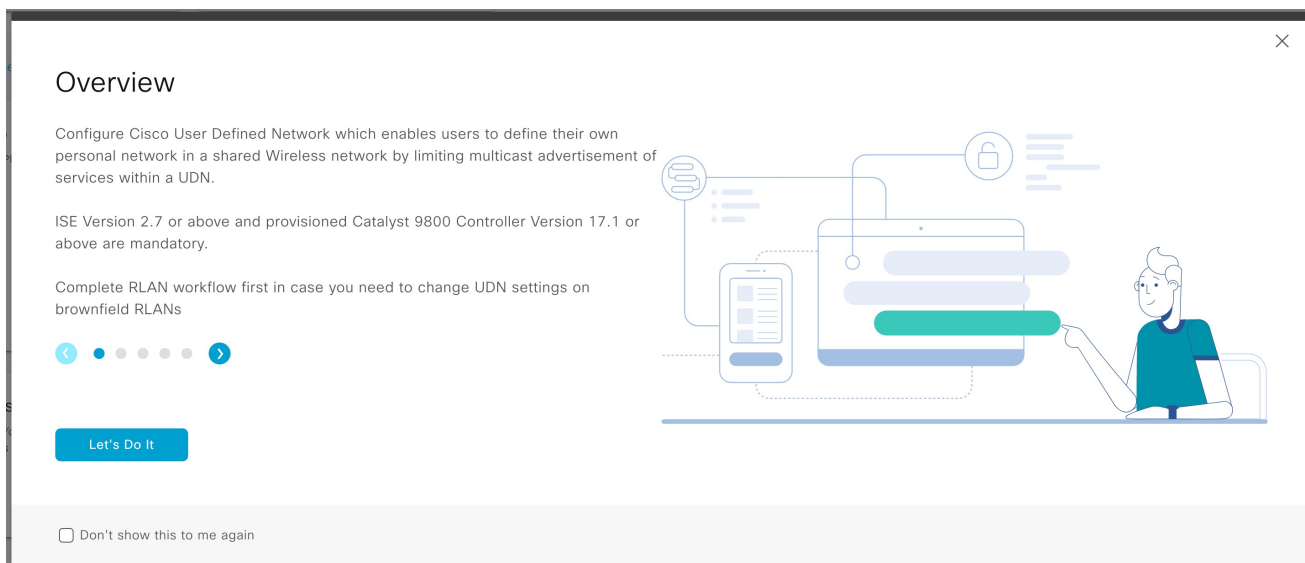 Overview
Configure Cisco User Defined Network which enables users to define their own
personal network in a shared Wireless network by limiting multicast advertisement of
services within a UDN.
ISE Version 2.7 or above and provisioned Catalyst 9800 Controller Version 17.1 or
above are mandatory.
Complete RLAN workflow first in case you need to change UDN settings on
brownfield RLANs
Let's Do It
Don't show this to me again